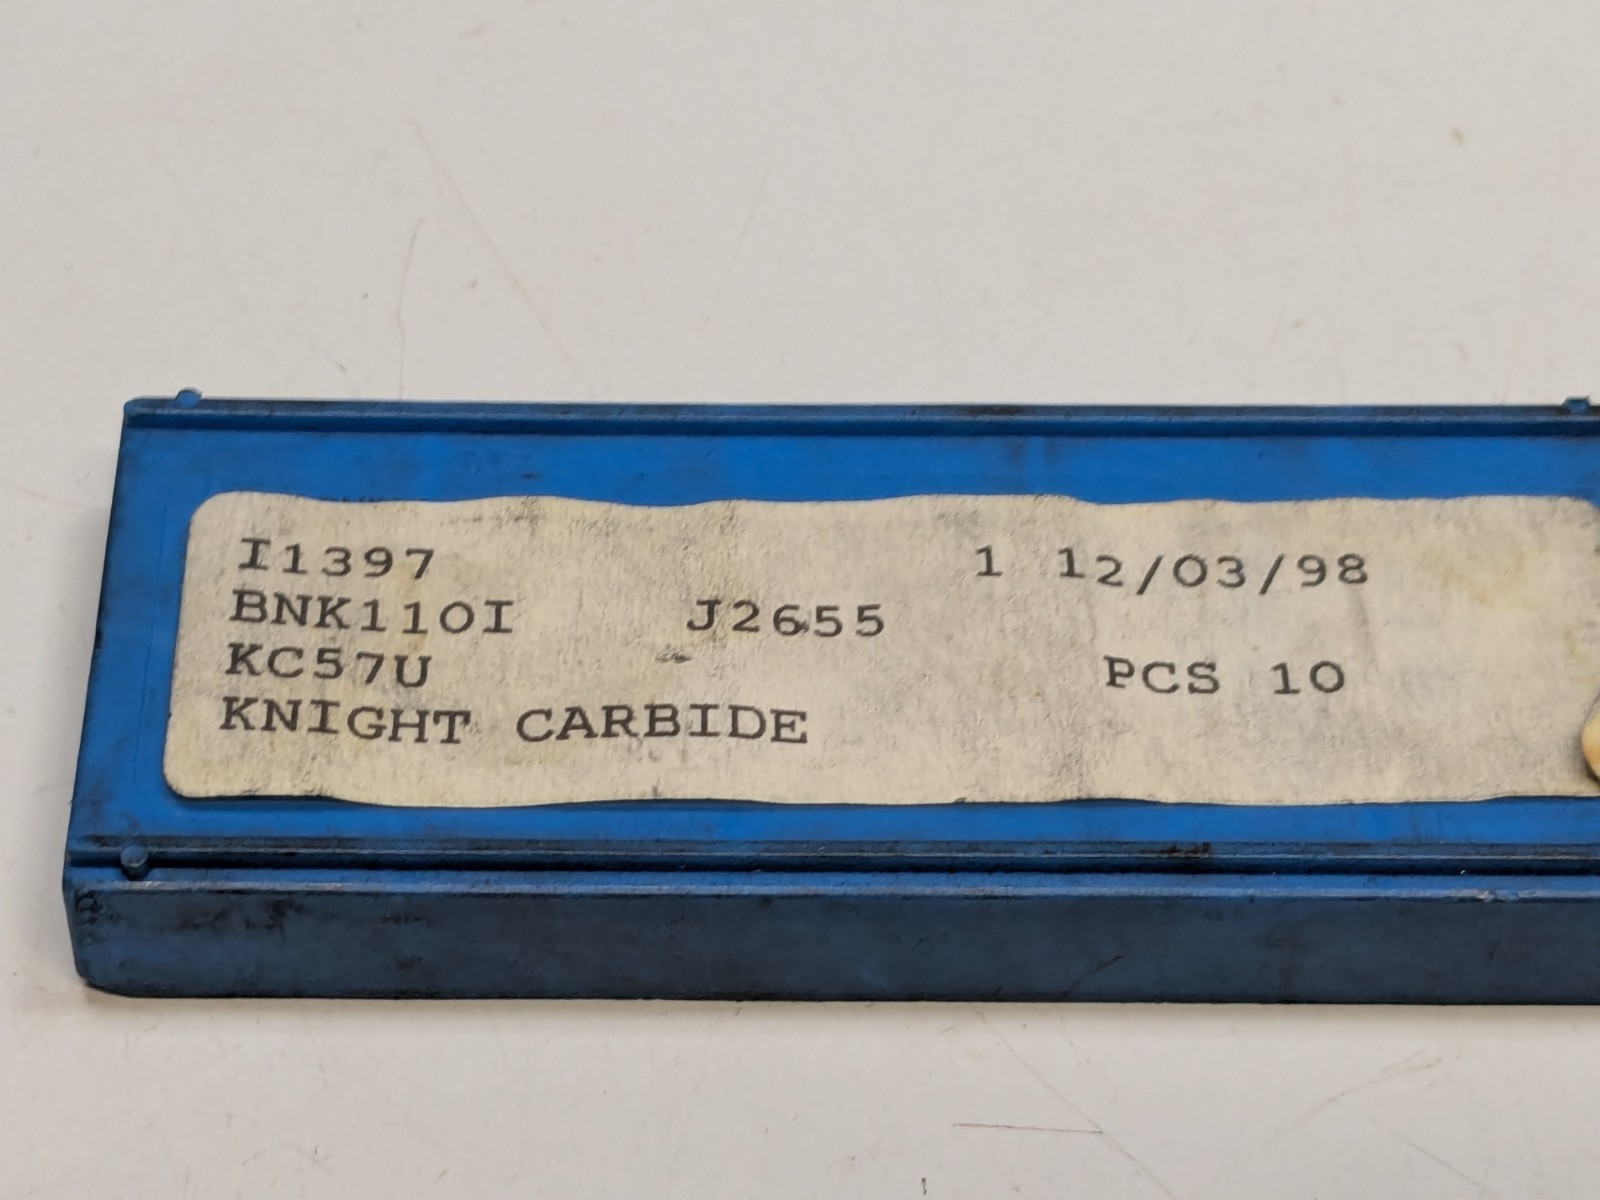 I1397 1 12/03/98
BNK110I J2655
KC57U PCS 10
KNIGHT CARBIDE